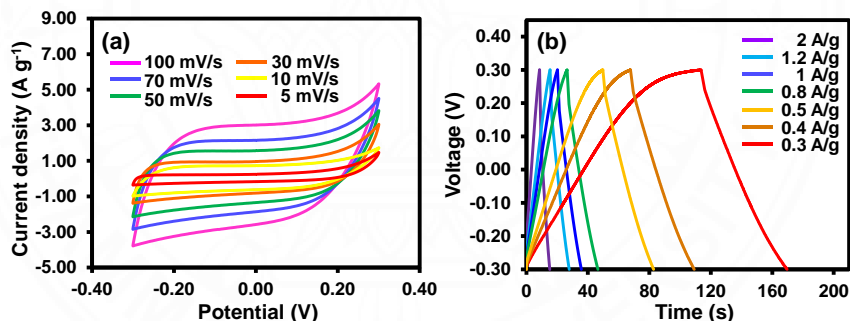 (a)
9.00
7.00
5.00
3.00
1.00
-1.00
-3.00
-5.00
Current density (A g⁻¹)
100 mV/s
30 mV/s
70 mV/s
10 mV/s
50 mV/s
5 mV/s
-0.40
-0.20
0.00
0.20
0.40
Potential (V)
(b)
0.50
0.30
0.10
0.00
-0.10
-0.20
-0.30
Voltage (V)
2 A/g
1.2 A/g
1 A/g
0.8 A/g
0.5 A/g
0.4 A/g
0.3 A/g
0
40
80
120
160
200
Time (s)